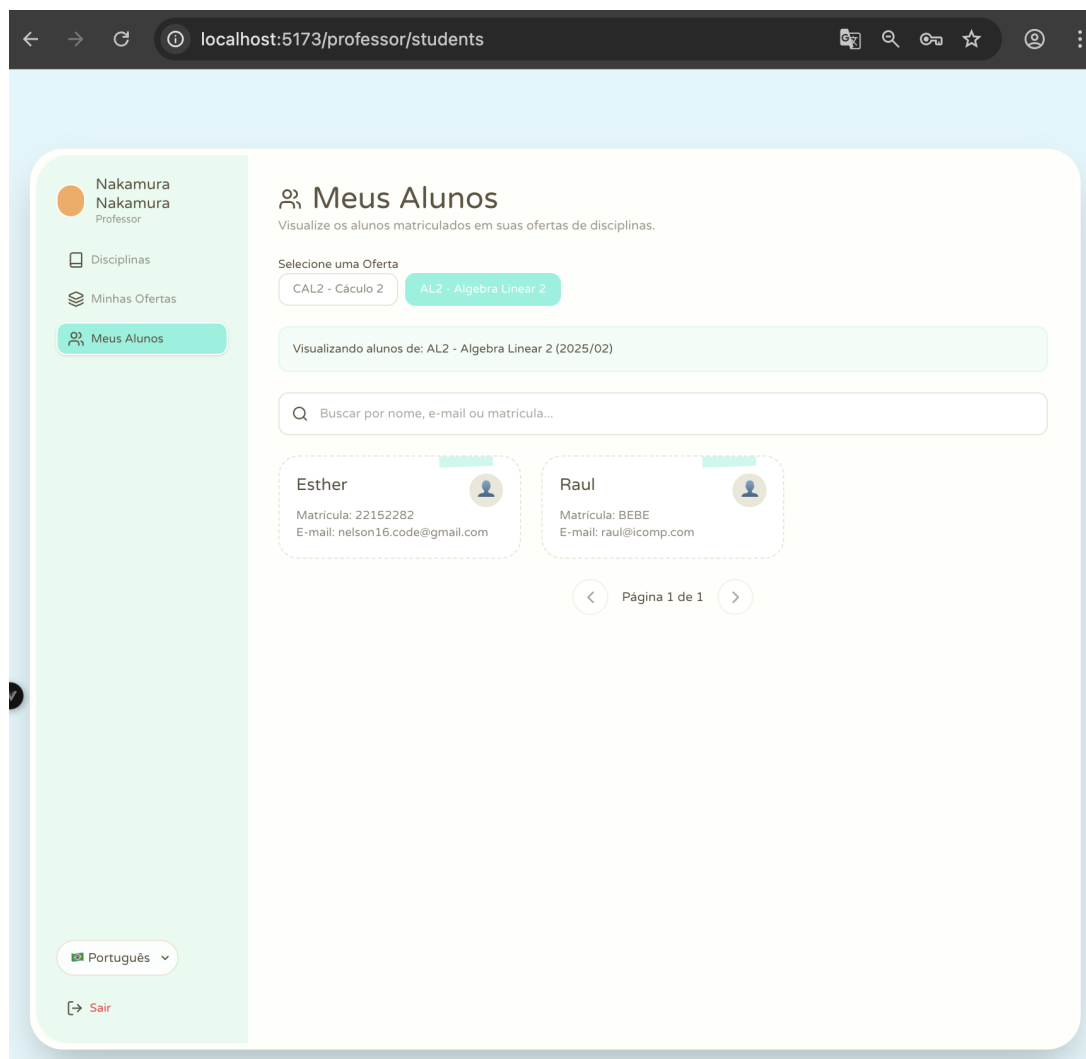 localhost:5173/professor/students
Nakamura
Nakamura
Professor
Disciplinas
Minhas Ofertas
Meus Alunos
Português
Sair
Meus Alunos
Visualize os alunos matriculados em suas ofertas de disciplinas.
Selecione uma Oferta
CAL2 - Cáculo 2
AL2 - Algebra Linear 2
Visualizando alunos de: AL2 - Algebra Linear 2 (2025/02)
Buscar por nome, e-mail ou matrícula...
Esther
Matrícula: 22152282
E-mail: nelson16.code@gmail.com
Raul
Matrícula: BEBE
E-mail: raul@icomp.com
Página 1 de 1